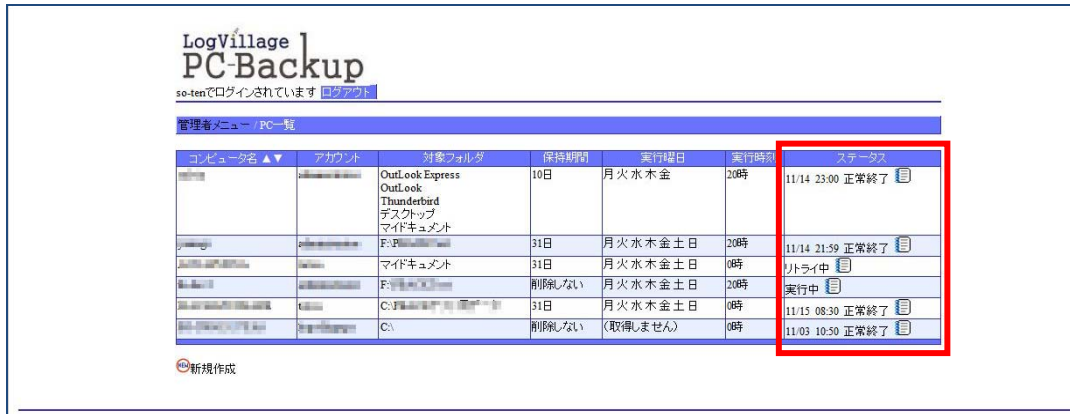 LogVillage
PC-Backup
so-tenでログインされています ログアウト
管理者メニュー / PC一覧
コンピュータ名 ▲▼ アカウント 対象フォルダ 保持期間 実行曜日 実行時刻 ステータス
OutLook Express 10日 月火水木金 20時 11/14 23:00 正常終了
OutLook
Thunderbird
デスクトップ
マイドキュメント
F:\P 31日 月火水木金土日 20時 11/14 21:59 正常終了
マイドキュメント 31日 月火水木金土日 0時 リトライ中
F: 削除しない 月火水木金土日 20時 実行中
C:\ 31日 月火水木金土日 0時 11/15 08:30 正常終了
C:\ 削除しない (取得しません) 0時 11/03 10:50 正常終了
新規作成